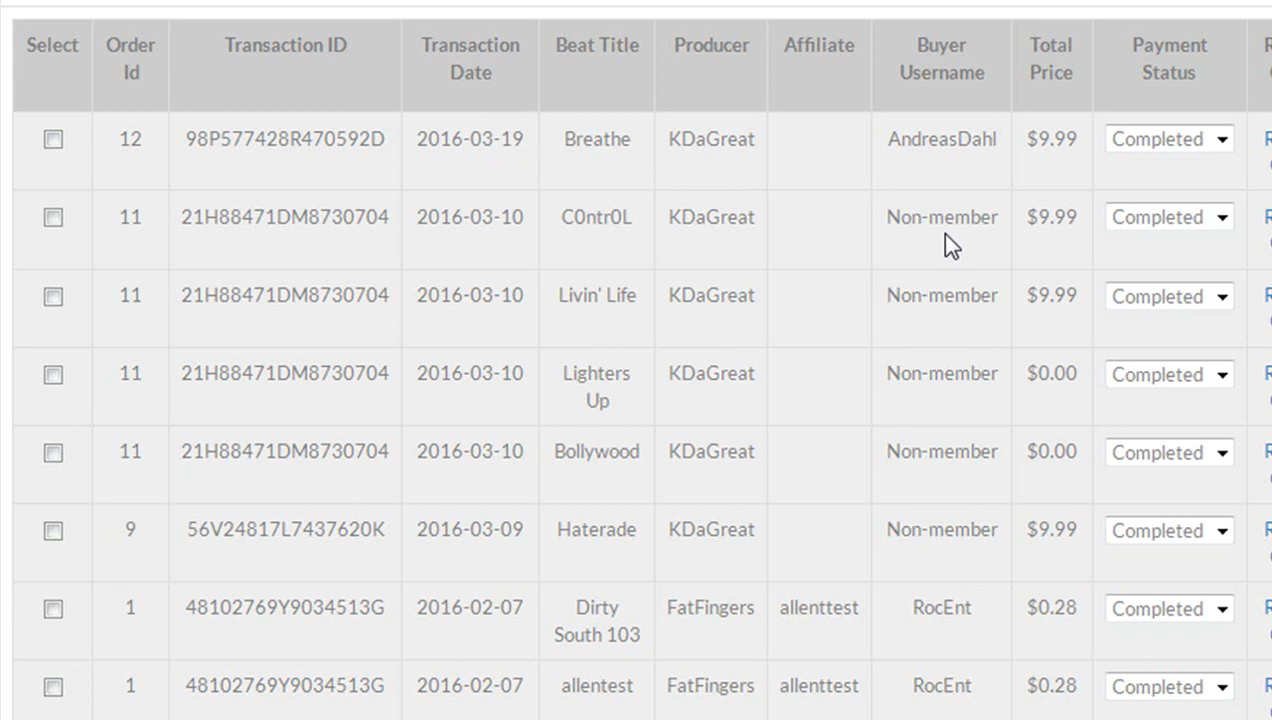 Select Order Id Transaction ID Transaction Date Beat Title Producer Affiliate Buyer Username Total Price Payment Status
12 98P577428R470592D 2016-03-19 Breathe KDaGreat AndreasDahl $9.99 Completed
11 21H88471DM8730704 2016-03-10 C0ntr0L KDaGreat Non-member $9.99 Completed
11 21H88471DM8730704 2016-03-10 Livin' Life KDaGreat Non-member $9.99 Completed
11 21H88471DM8730704 2016-03-10 Lighters Up KDaGreat Non-member $0.00 Completed
11 21H88471DM8730704 2016-03-10 Bollywood KDaGreat Non-member $0.00 Completed
9 56V24817L7437620K 2016-03-09 Haterade KDaGreat Non-member $9.99 Completed
1 48102769Y9034513G 2016-02-07 Dirty South 103 FatFingers allenttest RocEnt $0.28 Completed
1 48102769Y9034513G 2016-02-07 allentest FatFingers allenttest RocEnt $0.28 Completed